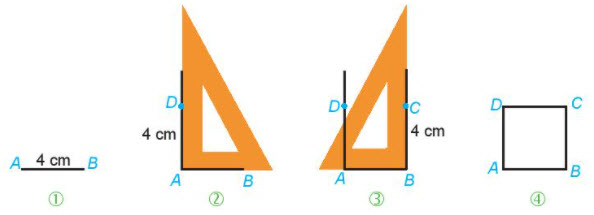 A 4 cm B
①
D
4 cm
A B
②
D C
4 cm
A B
③
D C
A B
④